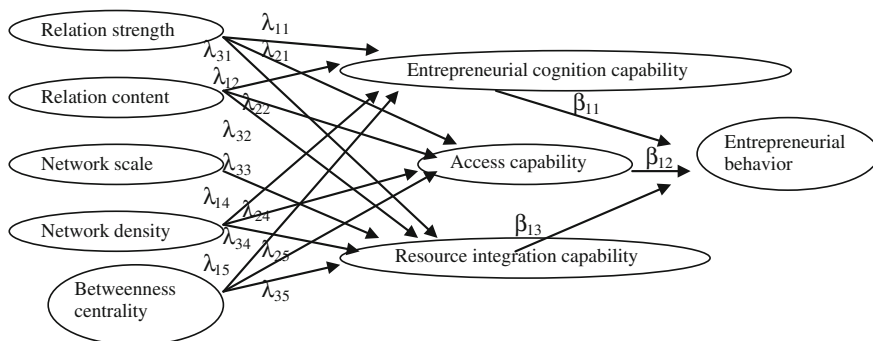 Relation strength
λ11
λ31
λ21
Entrepreneurial cognition capability
λ12
Relation content
λ22
β11
λ32
Entrepreneurial
behavior
Network scale
λ33
Access capability
β12
λ14
λ24
Network density
λ34
β13
λ25
Resource integration capability
λ15
Betweenness
centrality
λ35